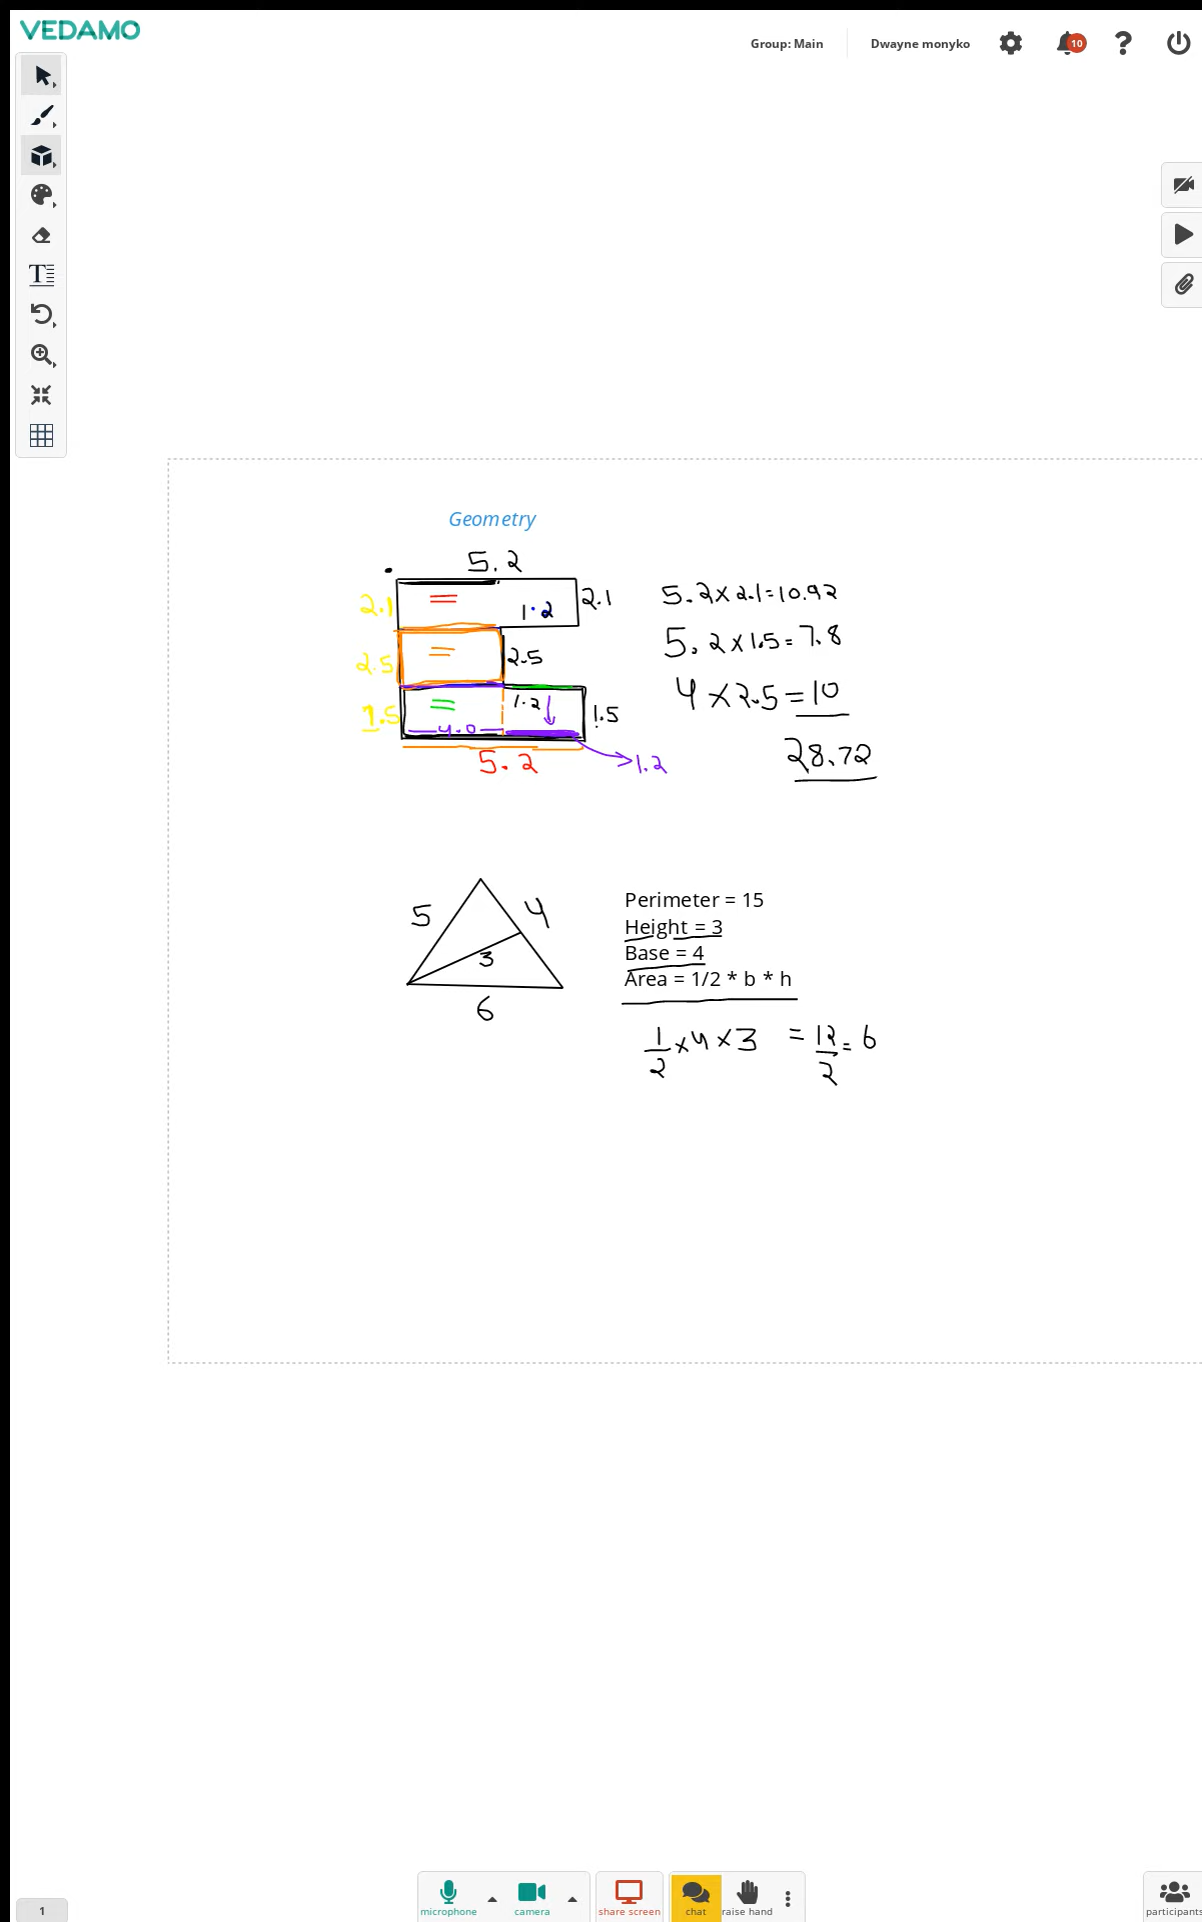 VEDAMO
Group: Main
Dwayne monyko
10
Geometry
5.2
2.1
1.2
2.1
5.2x2.1=10.92
2.5
2.5
5.2x1.5=7.8
1.5
1.2
4.0
1.5
4x2.5=10
5.2
1.2
28.72
5
4
3
6
Perimeter = 15
Height = 3
Base = 4
Area = 1/2 * b * h
1/2 x 4 x 3 = 12/2 = 6
1
microphone
camera
share screen
chat
raise hand
participants